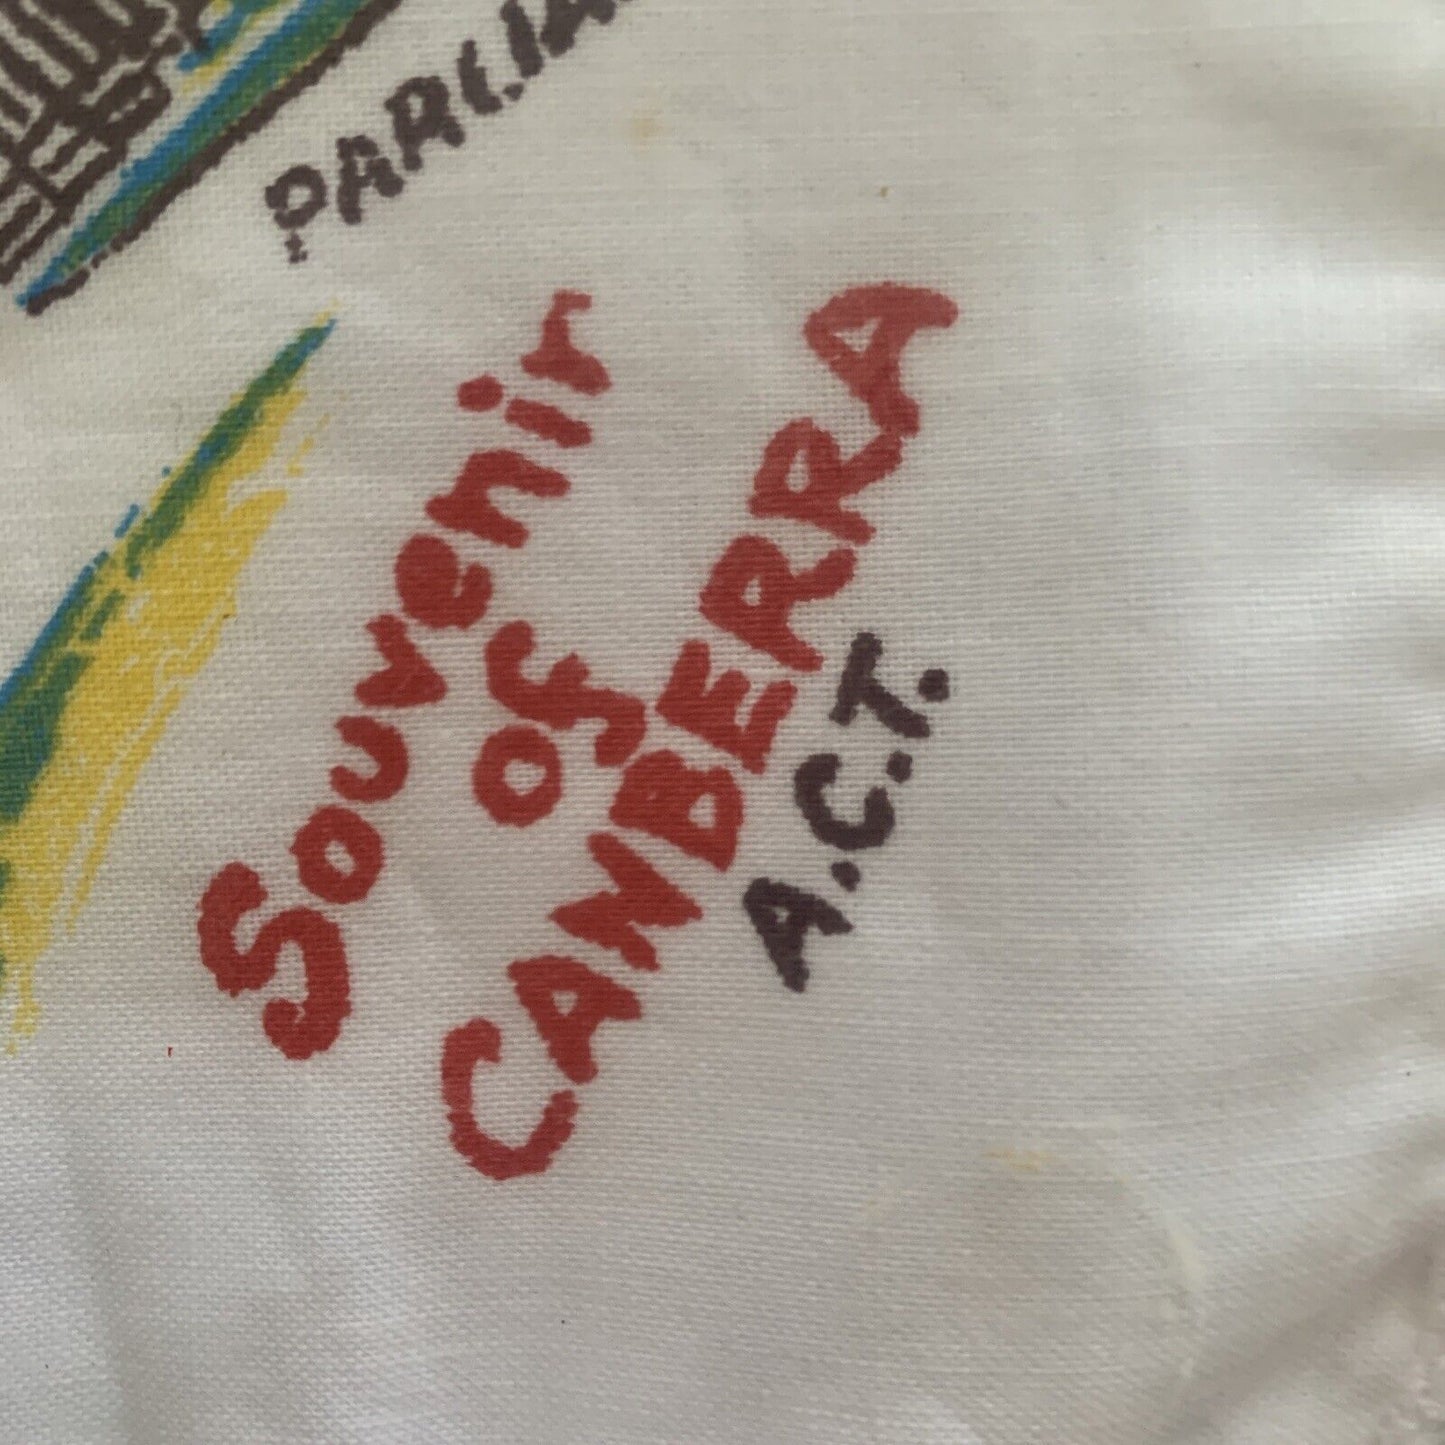 Souvenir
of
CANBERRA
A.C.T.